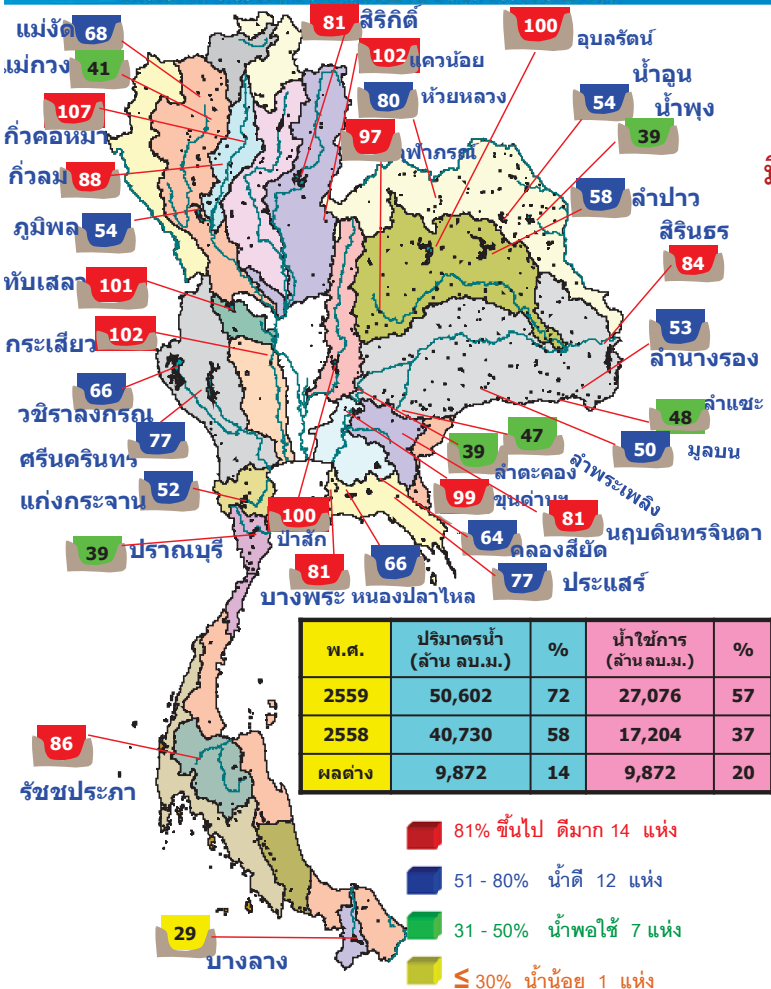 แม่งัด 68
แม่กวง 41
107
กิ่วคอหมา
กิ่วลม 88
ภูมิพล 54
ทับเสลา 101
กระเสียว 102
66
วชิราลงกรณ
77
ศรีนครินทร
แก่งกระจาน 52
39 ปราณบุรี
81 สิริกิติ์
102 แควน้อย
80 ห้วยหลวง
97
ฬาภรณ์
100 อุบลรัตน์
น้ำอูน
54 น้ำพุง
39
58 ลำปาว
สิรินธร
84
53
ลำนางรอง
48 ลำแซะ
50 มูลบน
47
ลำพระเพลิง
39
ลำตะคอง
99 ขุนด่านฯ
81
นฤบดินทรจินดา
64
คลองสียัด
77 ประแสร์
66
หนองปลาไหล
81
บางพระ
100
ป่าสัก
86
รัชชประภา
29
บางลาง
พ.ศ. ปริมาตรน้ำ (ล้าน ลบ.ม.) % น้ำใช้การ (ล้าน ลบ.ม.) %
2559 50,602 72 27,076 57
2558 40,730 58 17,204 37
ผลต่าง 9,872 14 9,872 20
81% ขึ้นไป ดีมาก 14 แห่ง
51 - 80% น้ำดี 12 แห่ง
31 - 50% น้ำพอใช้ 7 แห่ง
≤ 30% น้ำน้อย 1 แห่ง